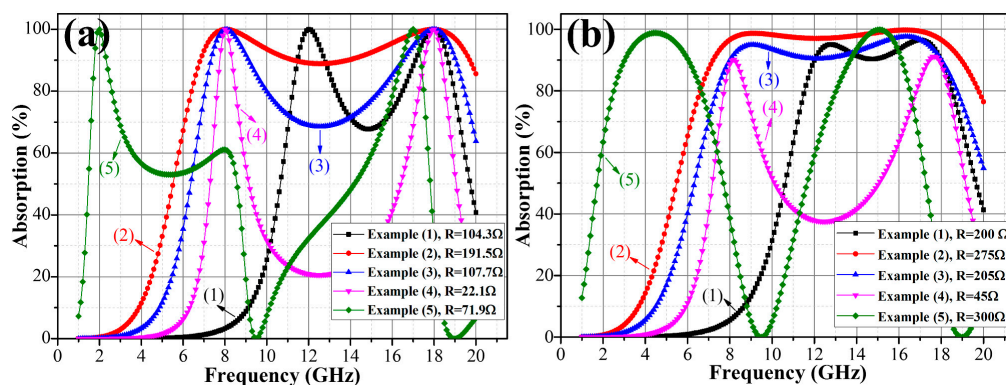 (a)
Absorption (%)
100
80
60
40
20
0
(5)
(4)
(3)
(2)
(1)
Example (1), R=104.3Ω
Example (2), R=191.5Ω
Example (3), R=107.7Ω
Example (4), R=22.1Ω
Example (5), R=71.9Ω
0 2 4 6 8 10 12 14 16 18 20
Frequency (GHz)
(b)
Absorption (%)
100
80
60
40
20
0
(3)
(4)
(5)
(2)
(1)
Example (1), R=200 Ω
Example (2), R=275Ω
Example (3), R=205Ω
Example (4), R=45Ω
Example (5), R=300Ω
0 2 4 6 8 10 12 14 16 18 20
Frequency (GHz)